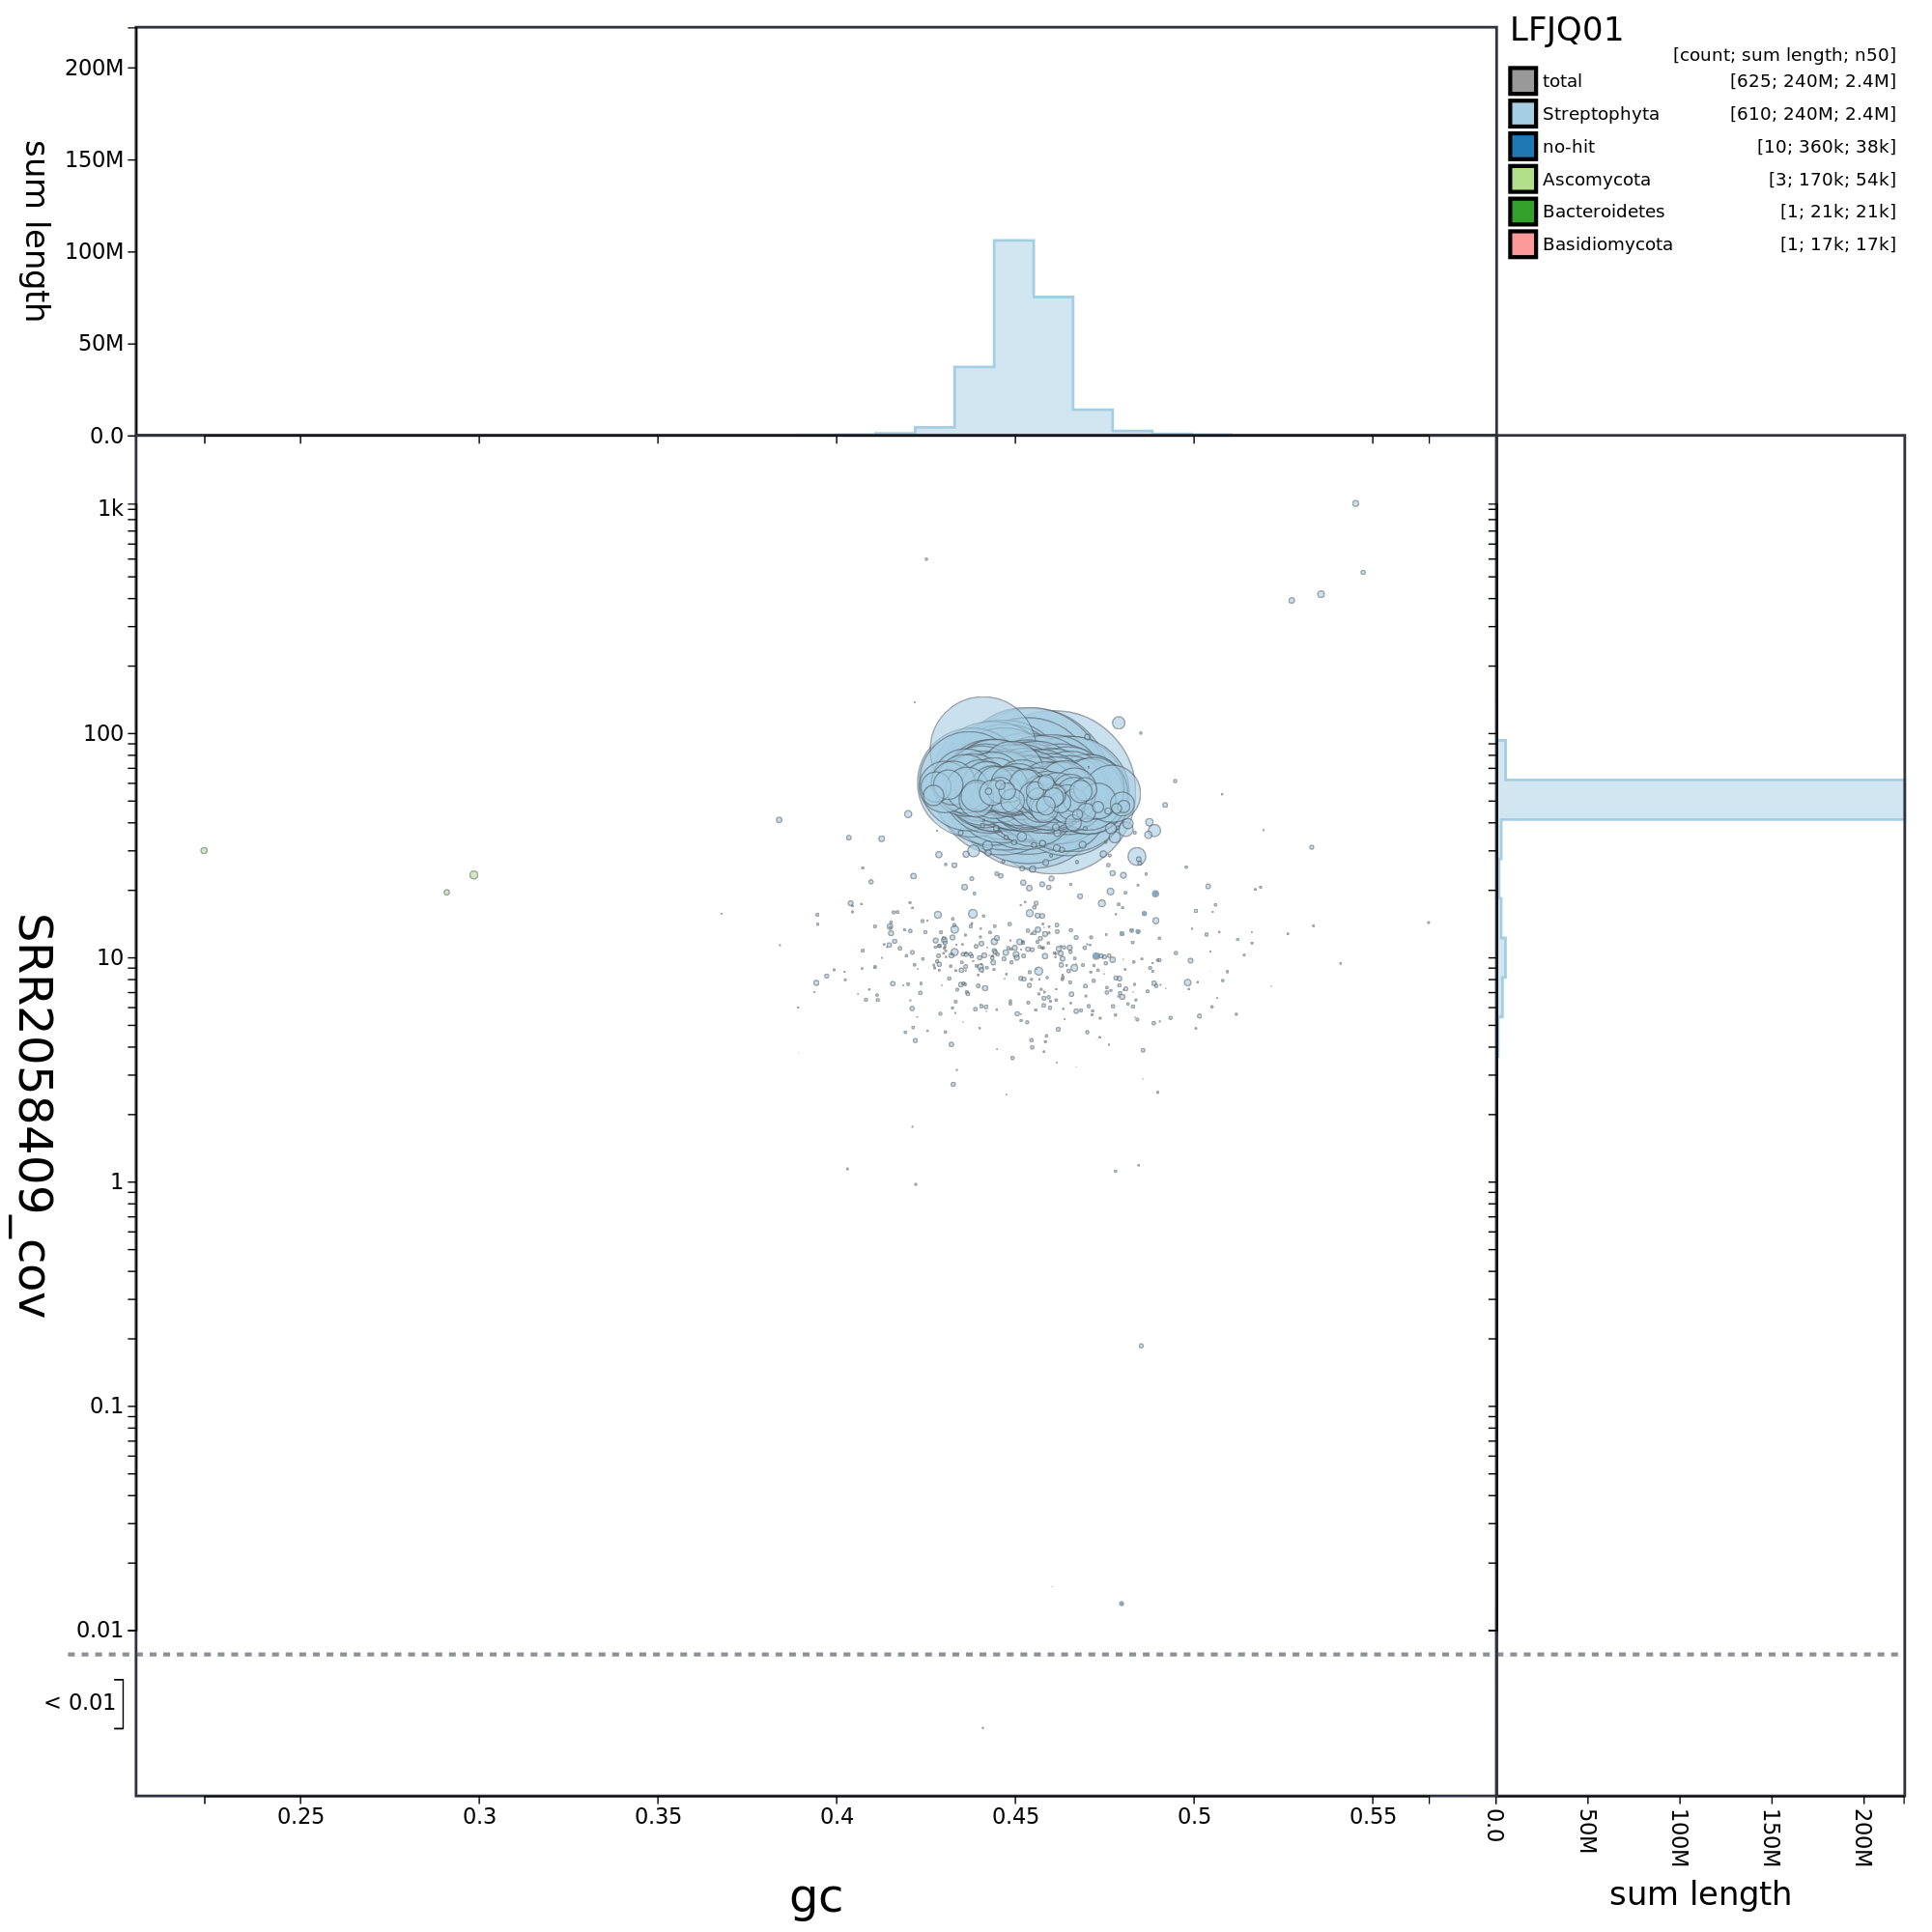 LFJQ01
[count; sum length; n50]
total [625; 240M; 2.4M]
Streptophyta [610; 240M; 2.4M]
no-hit [10; 360k; 38k]
Ascomycota [3; 170k; 54k]
Bacteroidetes [1; 21k; 21k]
Basidiomycota [1; 17k; 17k]
sum length
200M
150M
100M
50M
0.0
SRR2058409_cov
1k
100
10
1
0.1
0.01
< 0.01
0.25 0.3 0.35 0.4 0.45 0.5 0.55
gc
0.0 50M 100M 150M 200M
sum length